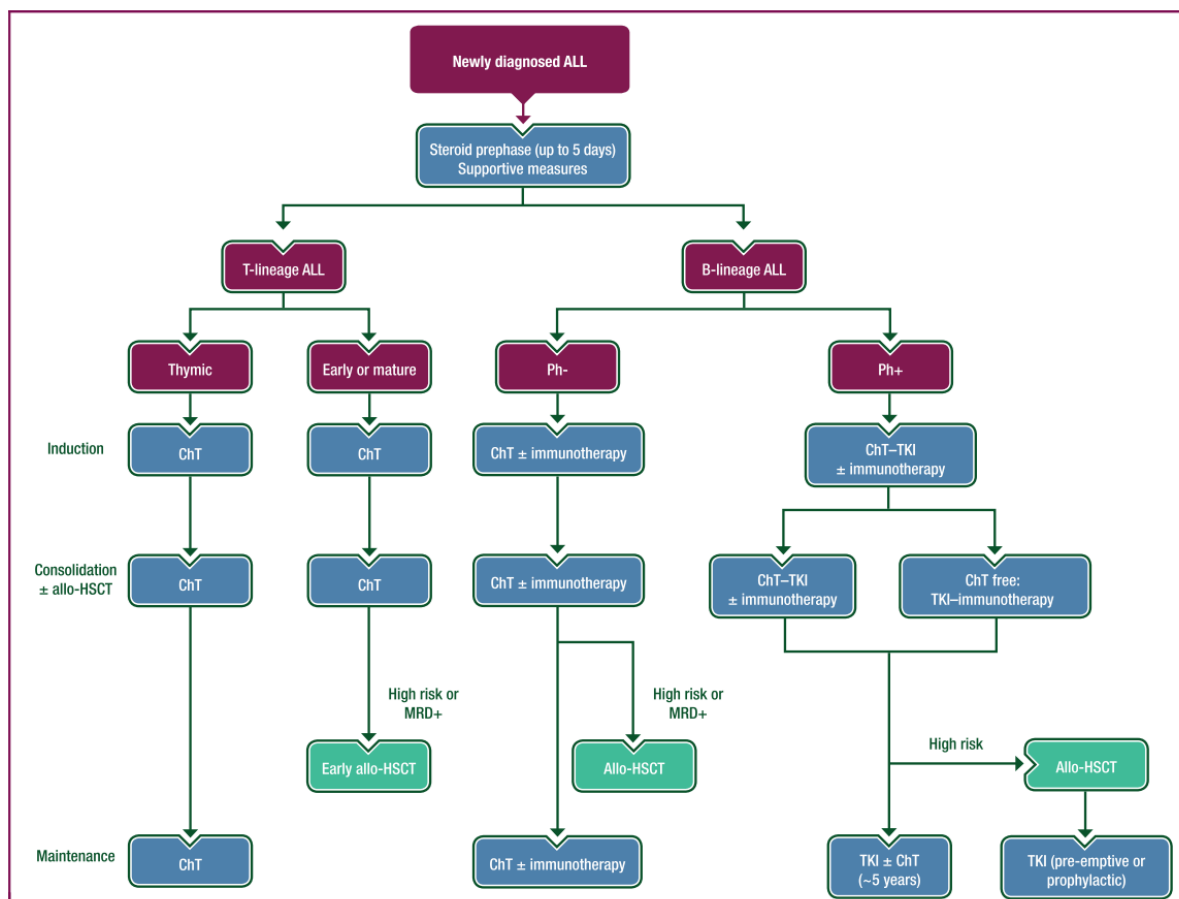 Newly diagnosed ALL
Steroid prephase (up to 5 days)
Supportive measures
T-lineage ALL
B-lineage ALL
Thymic
Early or mature
Ph-
Ph+
Induction
ChT
ChT
ChT ± immunotherapy
ChT–TKI
± immunotherapy
Consolidation
± allo-HSCT
ChT
ChT
ChT ± immunotherapy
ChT–TKI
± immunotherapy
ChT free:
TKI–immunotherapy
High risk or
MRD+
High risk or
MRD+
High risk
Early allo-HSCT
Allo-HSCT
Allo-HSCT
Maintenance
ChT
ChT ± immunotherapy
TKI ± ChT
(~5 years)
TKI (pre-emptive or
prophylactic)